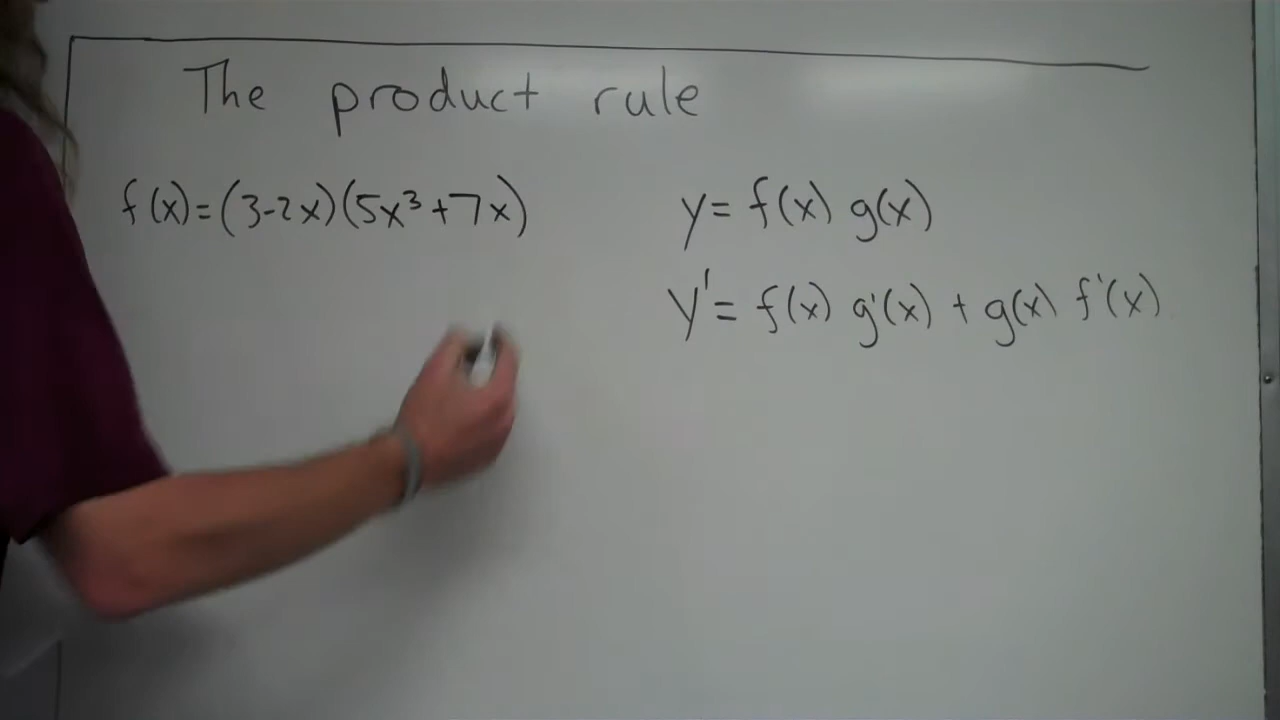 The product rule
f(x)=(3-2x)(5x³+7x)
y= f(x) g(x)
y'= f(x) g'(x) + g(x) f'(x)